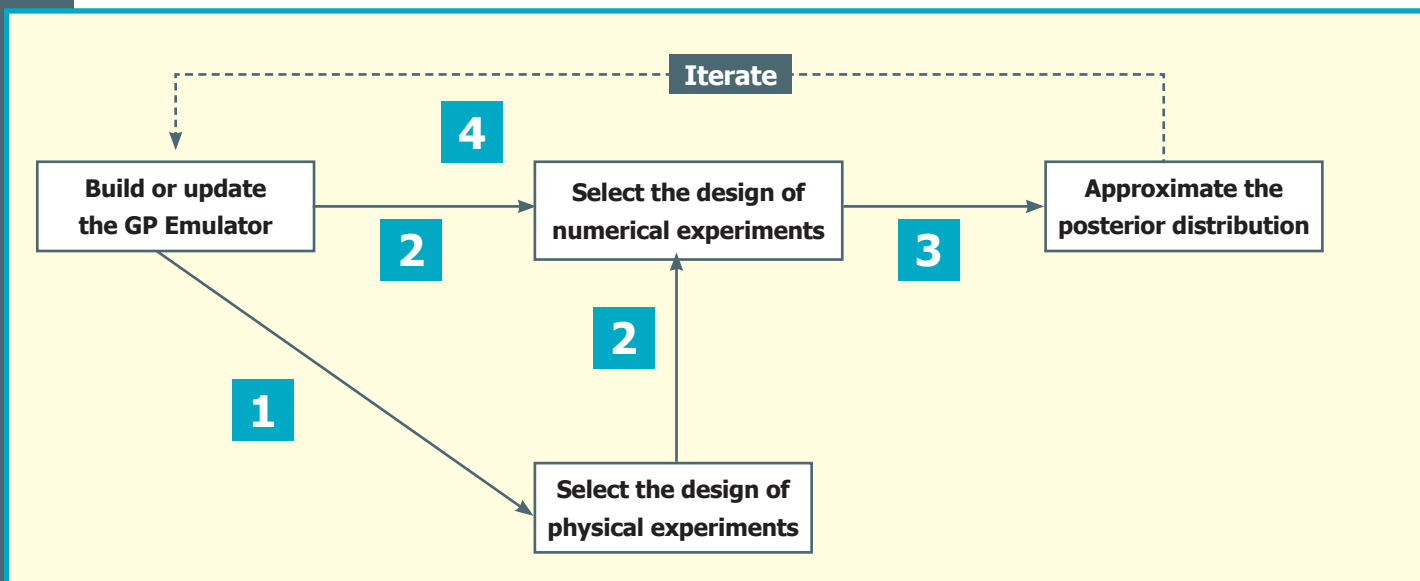 Iterate
4
Build or update
the GP Emulator
2
Select the design of
numerical experiments
3
Approximate the
posterior distribution
2
1
Select the design of
physical experiments